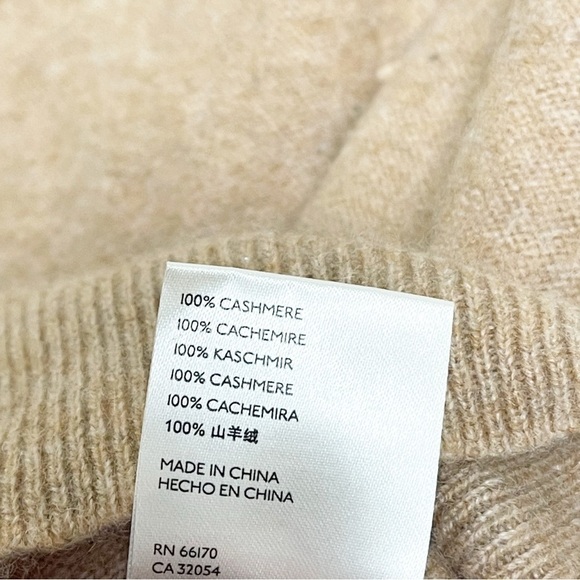 100% CASHMERE
100% CACHEMIRE
100% KASCHMIR
100% CASHMERE
100% CACHEMIRA
100% 山羊绒
MADE IN CHINA
HECHO EN CHINA
RN 66170
CA 32054